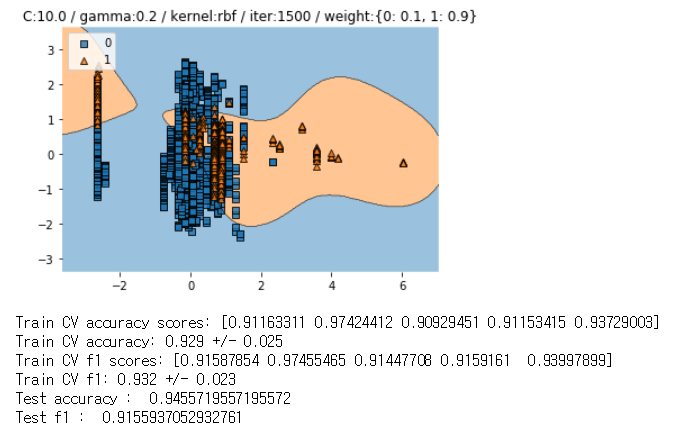 C:10.0 / gamma:0.2 / kernel:rbf / iter:1500 / weight:{0: 0.1, 1: 0.9}
0
1
3
2
1
0
−1
−2
−3
−2 0 2 4 6
Train CV accuracy scores: [0.91163311 0.97424412 0.90929451 0.91153415 0.93729003]
Train CV accuracy: 0.929 +/- 0.025
Train CV f1 scores: [0.91587854 0.97455465 0.91447708 0.9159161  0.93997899]
Train CV f1: 0.932 +/- 0.023
Test accuracy :  0.9455719557195572
Test f1 :  0.9155937052932761